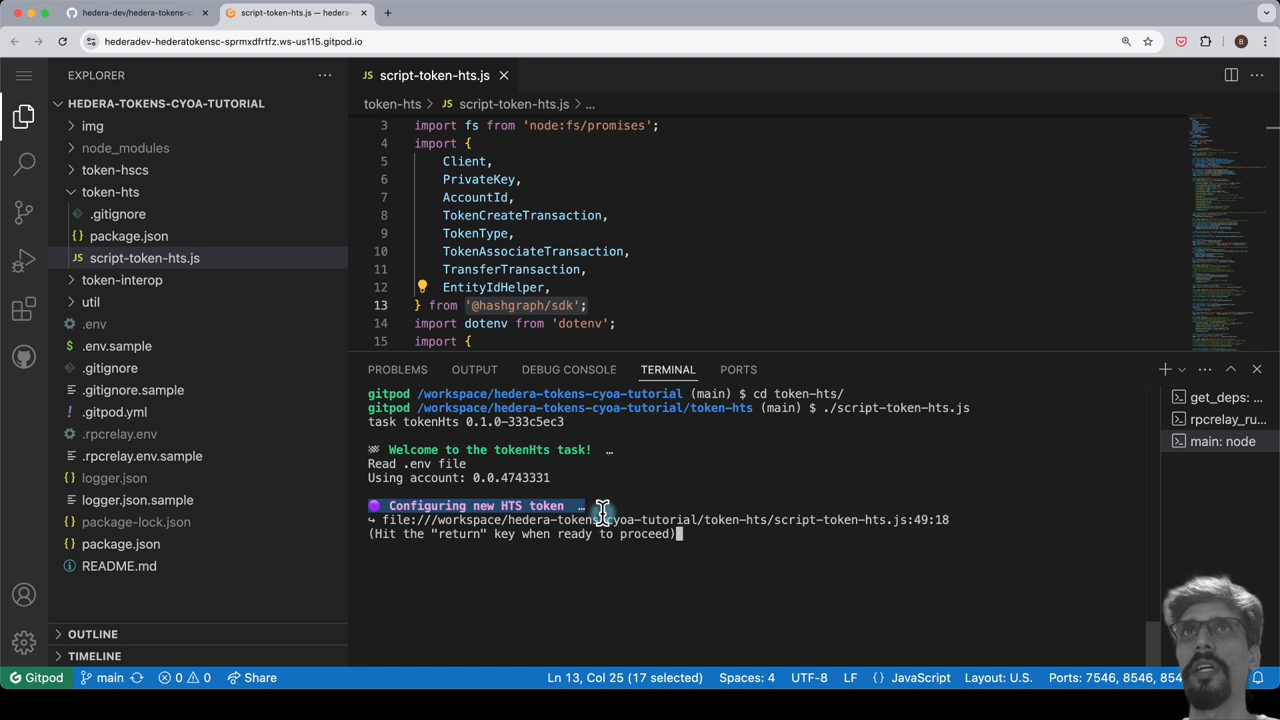 hedera-dev/hedera-tokens-c
script-token-hts.js — hedera-
hederadev-hederatokensc-sprmxdfrtfz.ws-us115.gitpod.io
B
EXPLORER
HEDERA-TOKENS-CYOA-TUTORIAL
img
node_modules
token-hscs
token-hts
.gitignore
package.json
script-token-hts.js
token-interop
util
.env
.env.sample
.gitignore
.gitignore.sample
.gitpod.yml
.rpcrelay.env
.rpcrelay.env.sample
logger.json
logger.json.sample
package-lock.json
package.json
README.md
OUTLINE
TIMELINE
JS script-token-hts.js
token-hts > JS script-token-hts.js > ...
3 import fs from 'node:fs/promises';
4 import {
5 Client,
6 PrivateKey,
7 AccountId,
8 TokenCreateTransaction,
9 TokenType,
10 TokenAssociateTransaction,
11 TransferTransaction,
12 EntityIdHelper,
13 } from '@hashgraph/sdk';
14 import dotenv from 'dotenv';
15 import {
PROBLEMS OUTPUT DEBUG CONSOLE TERMINAL PORTS
gitpod /workspace/hedera-tokens-cyoa-tutorial (main) $ cd token-hts/
gitpod /workspace/hedera-tokens-cyoa-tutorial/token-hts (main) $ ./script-token-hts.js
task tokenHts 0.1.0-333c5ec3
Welcome to the tokenHts task! …
Read .env file
Using account: 0.0.4743331
🟣 Configuring new HTS token …
↪ file:///workspace/hedera-tokens-cyoa-tutorial/token-hts/script-token-hts.js:49:18
(Hit the "return" key when ready to proceed)
get_deps: ...
rpcrelay_ru...
main: node
Gitpod main 0 0 Share Ln 13, Col 25 (17 selected) Spaces: 4 UTF-8 LF {} JavaScript Layout: U.S. Ports: 7546, 8546, 854